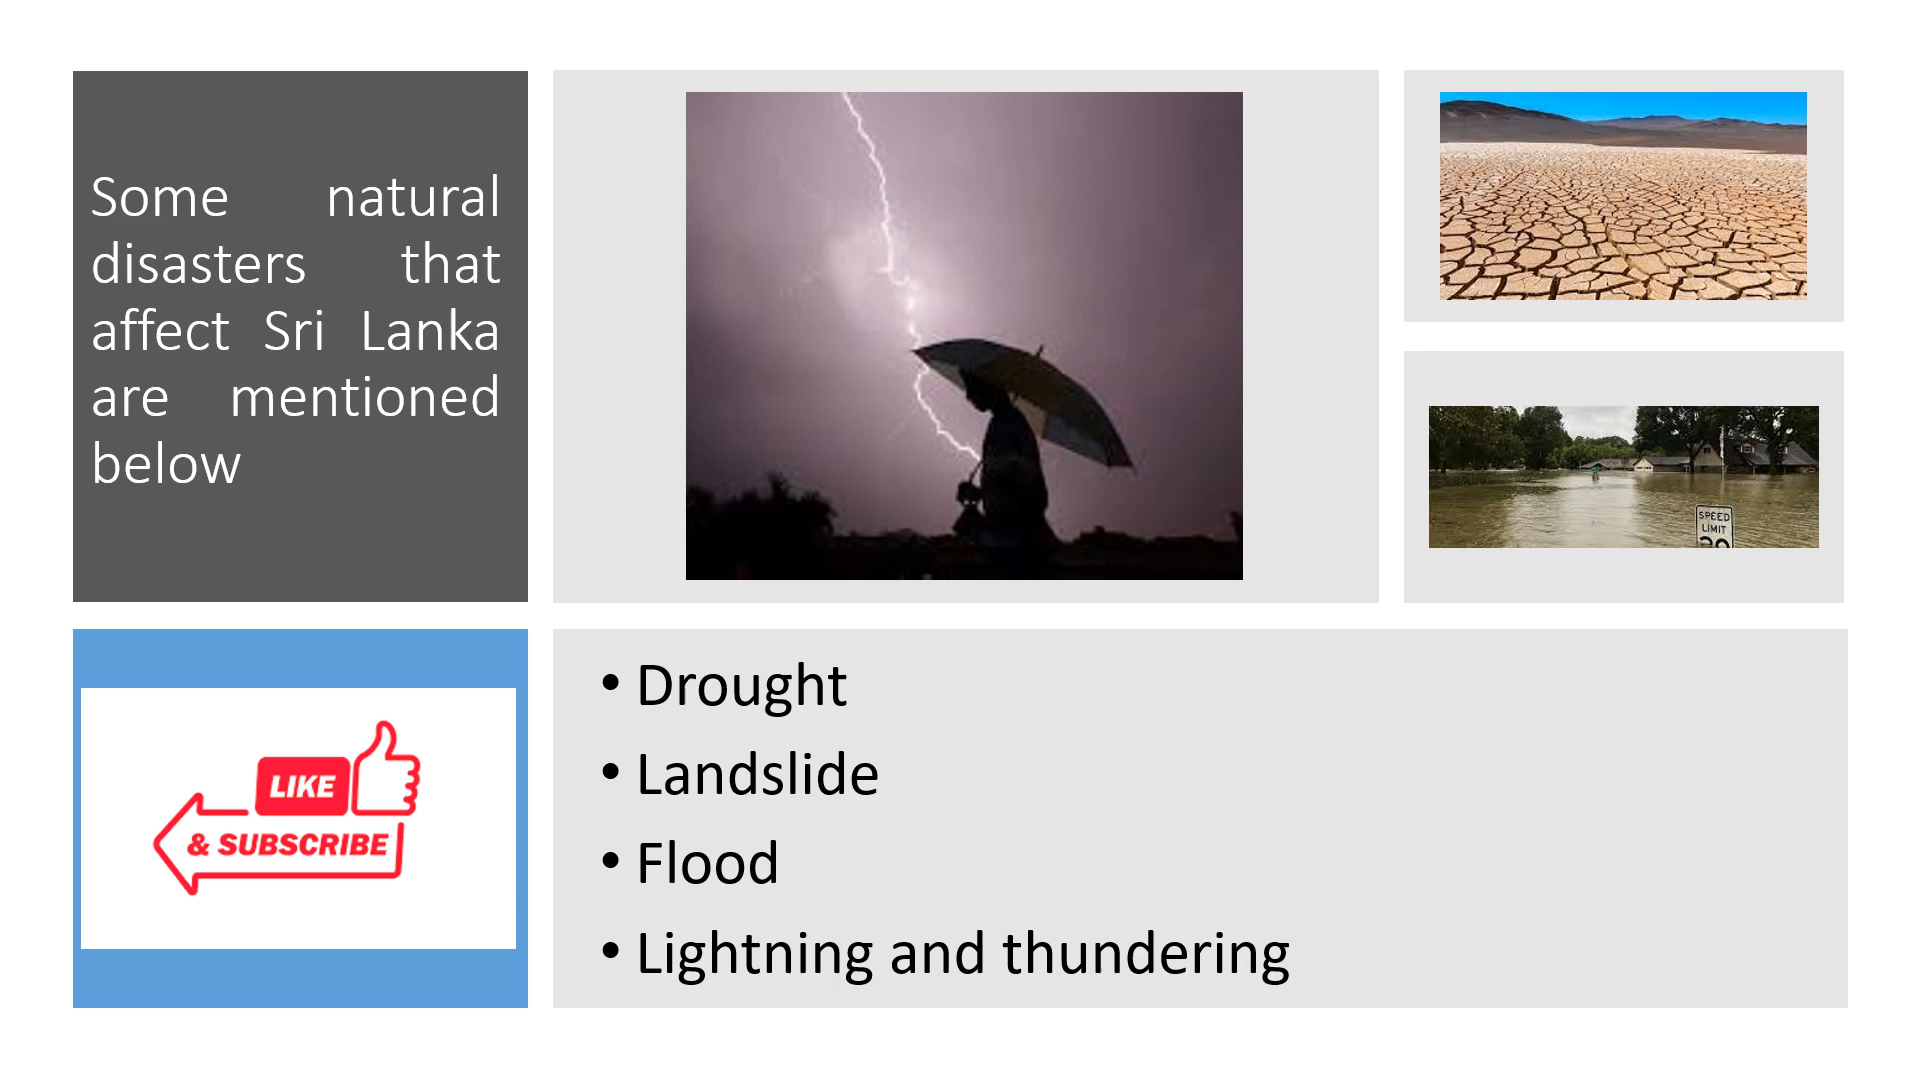 Some natural
disasters that
affect Sri Lanka
are mentioned
below
SPEED
LIMIT
LIKE
& SUBSCRIBE
• Drought
• Landslide
• Flood
• Lightning and thundering